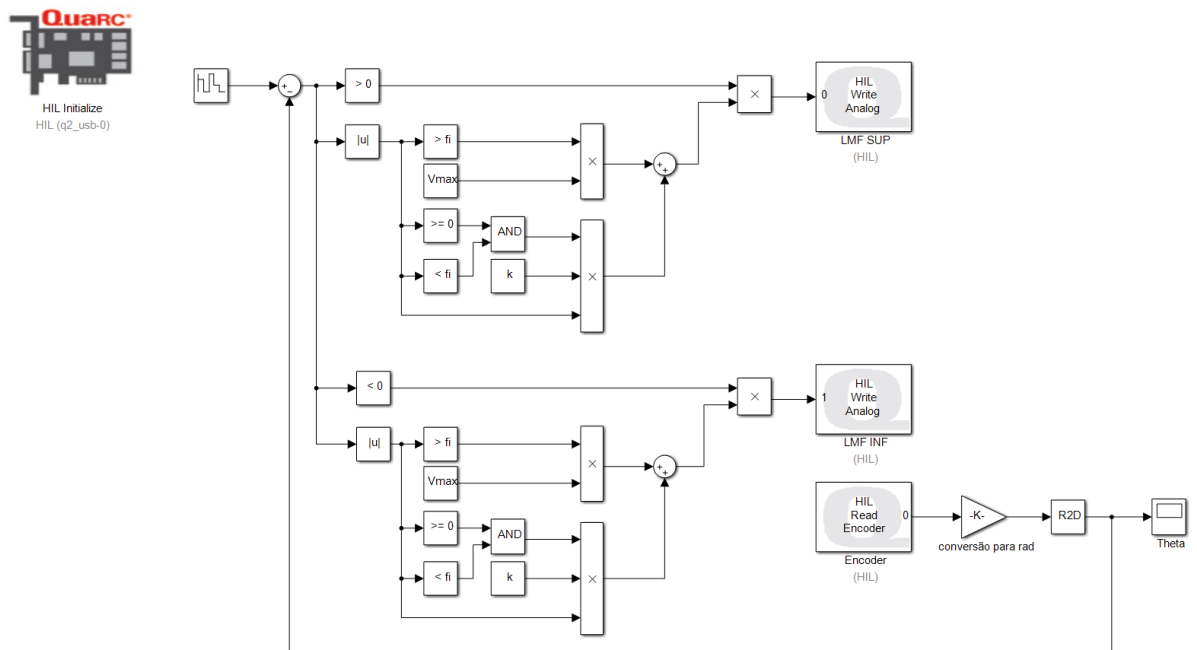 QUARC®
HIL Initialize
HIL (q2_usb-0)
+
−
> 0
×
0
HIL
Write
Analog
LMF SUP
(HIL)
|u|
> fi
Vmax
×
+
+
>= 0
AND
< fi
k
×
< 0
×
1
HIL
Write
Analog
LMF INF
(HIL)
|u|
> fi
Vmax
×
+
+
>= 0
AND
< fi
k
×
HIL
Read
Encoder
0
Encoder
(HIL)
-K-
conversão para rad
R2D
Theta